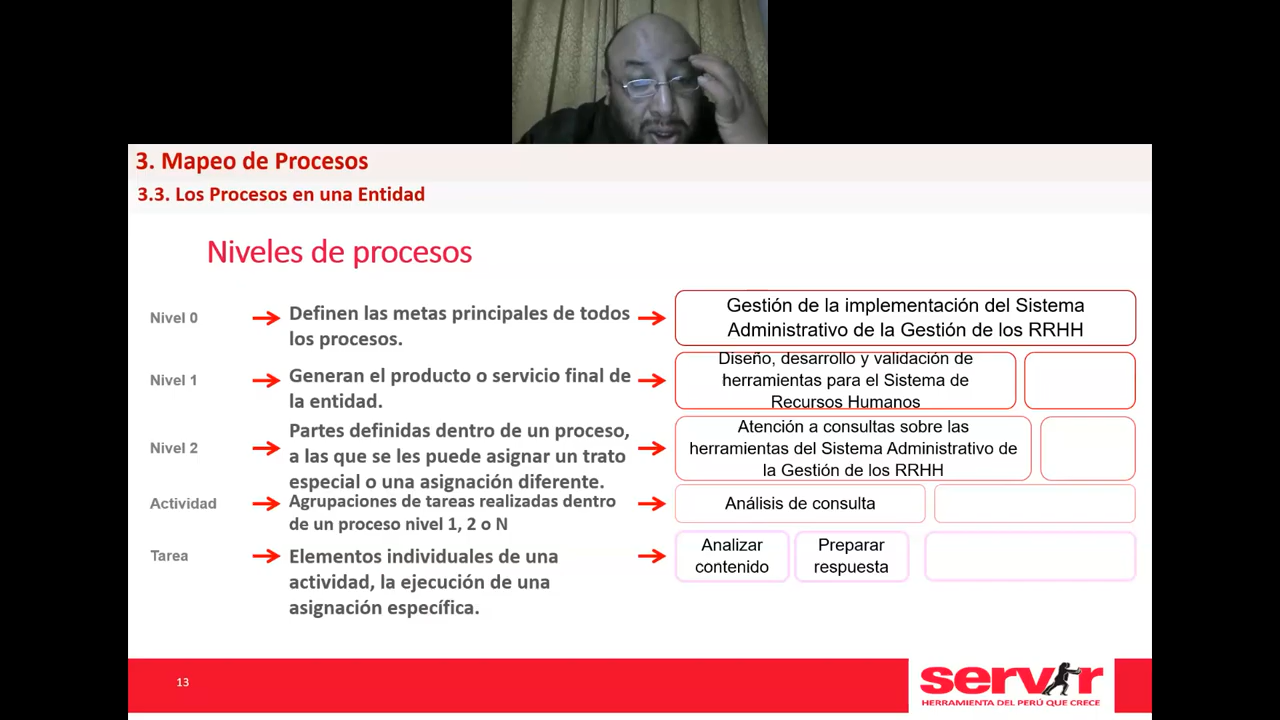 3. Mapeo de Procesos
3.3. Los Procesos en una Entidad
Niveles de procesos
Nivel 0
Definen las metas principales de todos
los procesos.
Gestión de la implementación del Sistema
Administrativo de la Gestión de los RRHH
Nivel 1
Generan el producto o servicio final de
la entidad.
Diseño, desarrollo y validación de
herramientas para el Sistema de
Recursos Humanos
Nivel 2
Partes definidas dentro de un proceso,
a las que se les puede asignar un trato
especial o una asignación diferente.
Atención a consultas sobre las
herramientas del Sistema Administrativo de
la Gestión de los RRHH
Actividad
Agrupaciones de tareas realizadas dentro
de un proceso nivel 1, 2 o N
Análisis de consulta
Tarea
Elementos individuales de una
actividad, la ejecución de una
asignación específica.
Analizar
contenido
Preparar
respuesta
13
servir
HERRAMIENTA DEL PERÚ QUE CRECE